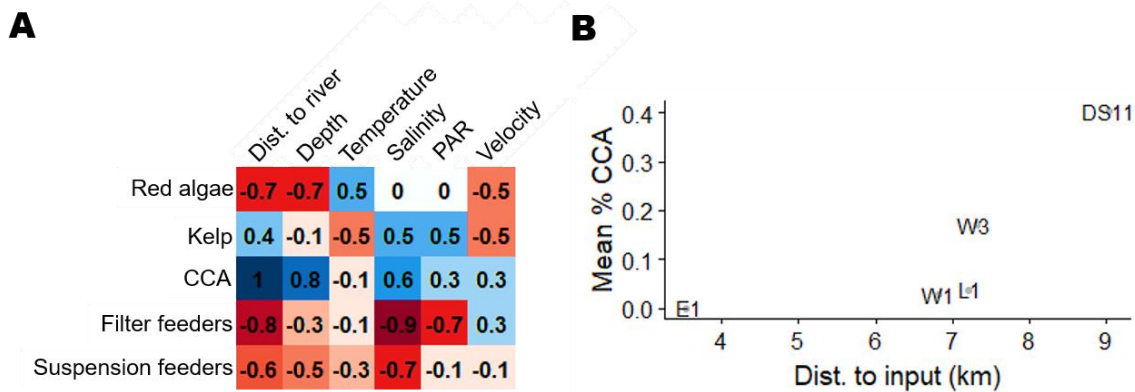 A
Dist. to river
Depth
Temperature
Salinity
PAR
Velocity
Red algae -0.7 -0.7 0.5 0 0 -0.5
Kelp 0.4 -0.1 -0.5 0.5 0.5 -0.5
CCA 1 0.8 -0.1 0.6 0.3 0.3
Filter feeders -0.8 -0.3 -0.1 -0.9 -0.7 0.3
Suspension feeders -0.6 -0.5 -0.3 -0.7 -0.1 -0.1
B
Mean % CCA
0.4
0.3
0.2
0.1
0.0
DS11
W3
W1
L1
E1
4 5 6 7 8 9
Dist. to input (km)